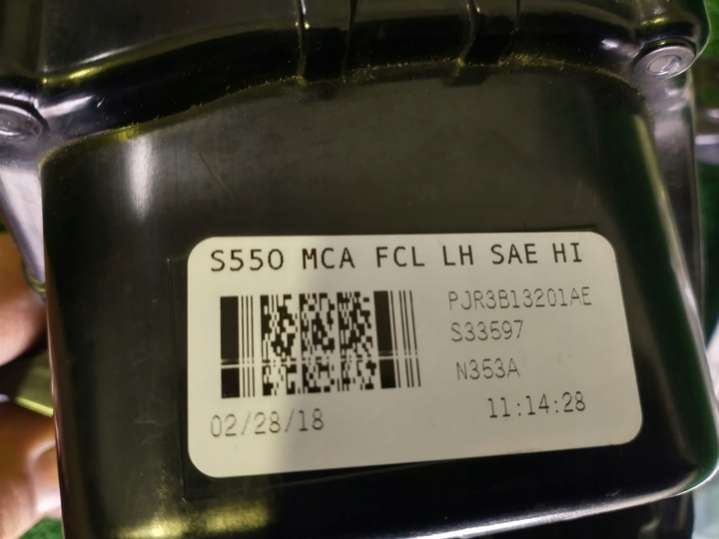 S550 MCA FCL LH SAE HI
PJR3B13201AE
S33597
N353A
02/28/18 11:14:28